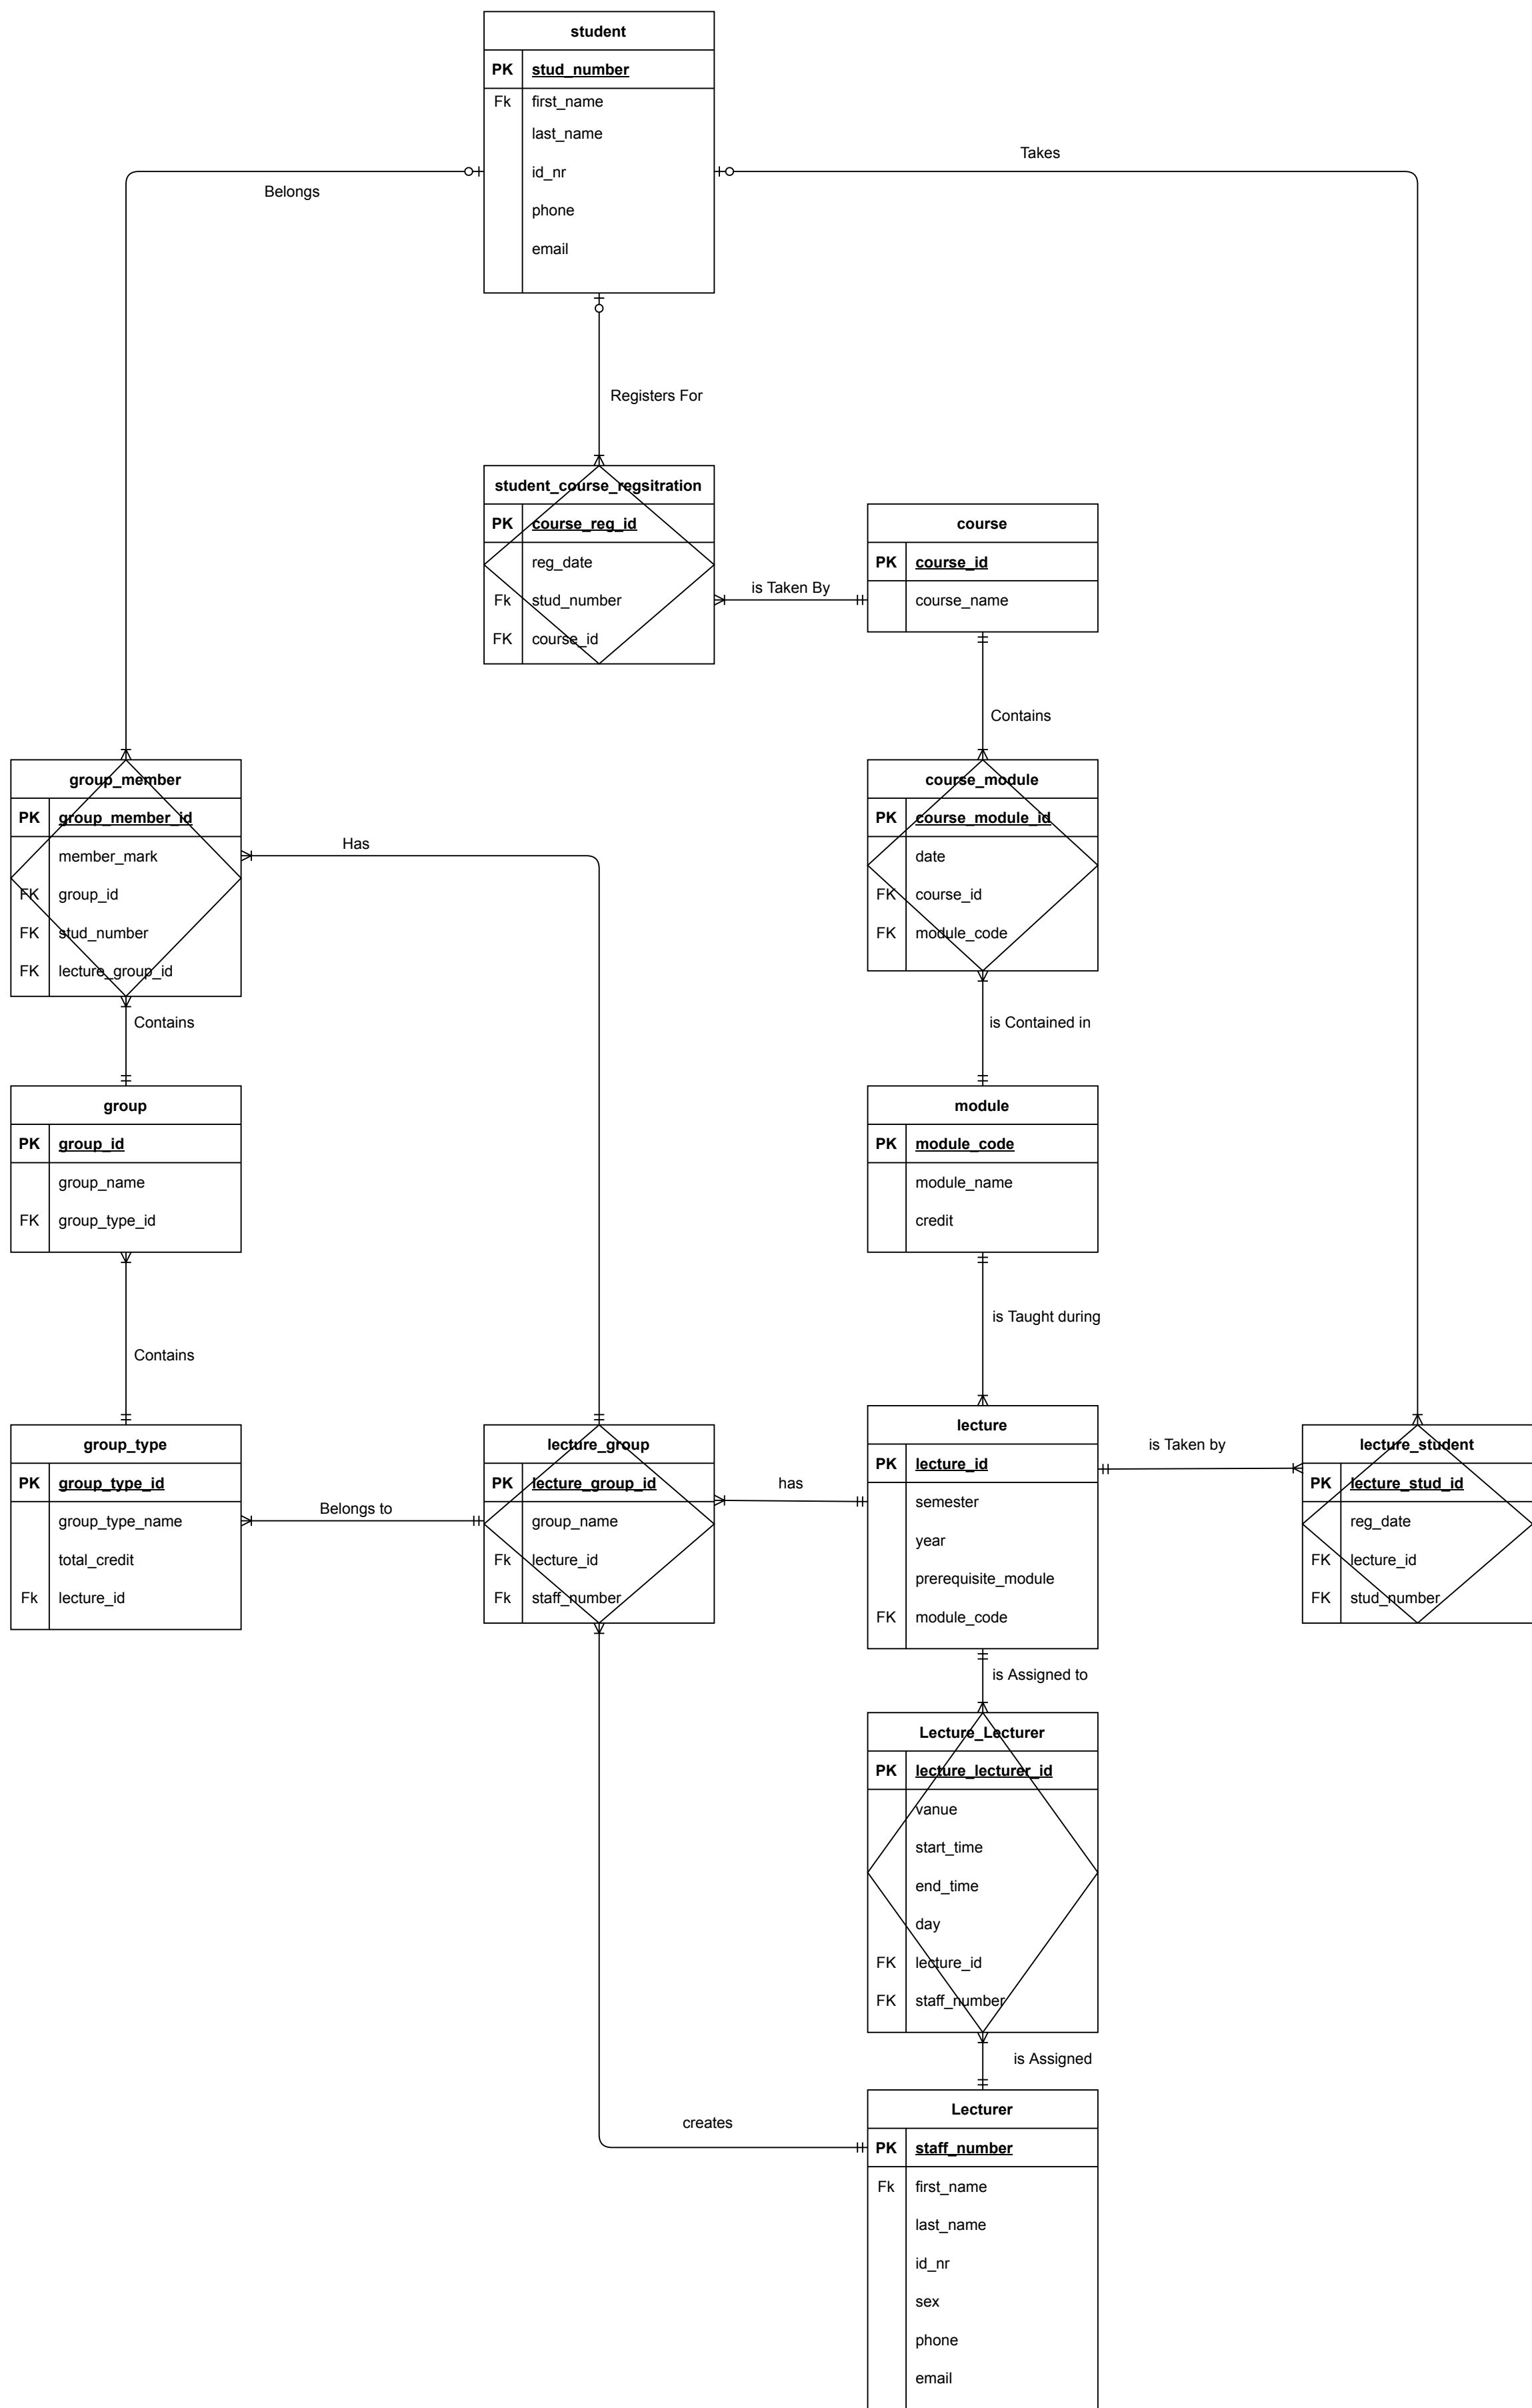 student
PK stud_number
Fk first_name
last_name
id_nr
phone
email
Belongs
Takes
Registers For
student_course_regsitration
PK course_reg_id
reg_date
Fk stud_number
FK course_id
is Taken By
course
PK course_id
course_name
Contains
group_member
PK group_member_id
member_mark
FK group_id
FK stud_number
FK lecture_group_id
Has
course_module
PK course_module_id
date
FK course_id
FK module_code
Contains
is Contained in
group
PK group_id
group_name
FK group_type_id
module
PK module_code
module_name
credit
is Taught during
Contains
group_type
PK group_type_id
group_type_name
total_credit
Fk lecture_id
Belongs to
lecture_group
PK lecture_group_id
group_name
Fk lecture_id
Fk staff_number
has
lecture
PK lecture_id
semester
year
prerequisite_module
FK module_code
is Taken by
lecture_student
PK lecture_stud_id
reg_date
FK lecture_id
FK stud_number
is Assigned to
Lecture_Lecturer
PK lecture_lecturer_id
vanue
start_time
end_time
day
FK lecture_id
FK staff_number
is Assigned
creates
Lecturer
PK staff_number
Fk first_name
last_name
id_nr
sex
phone
email